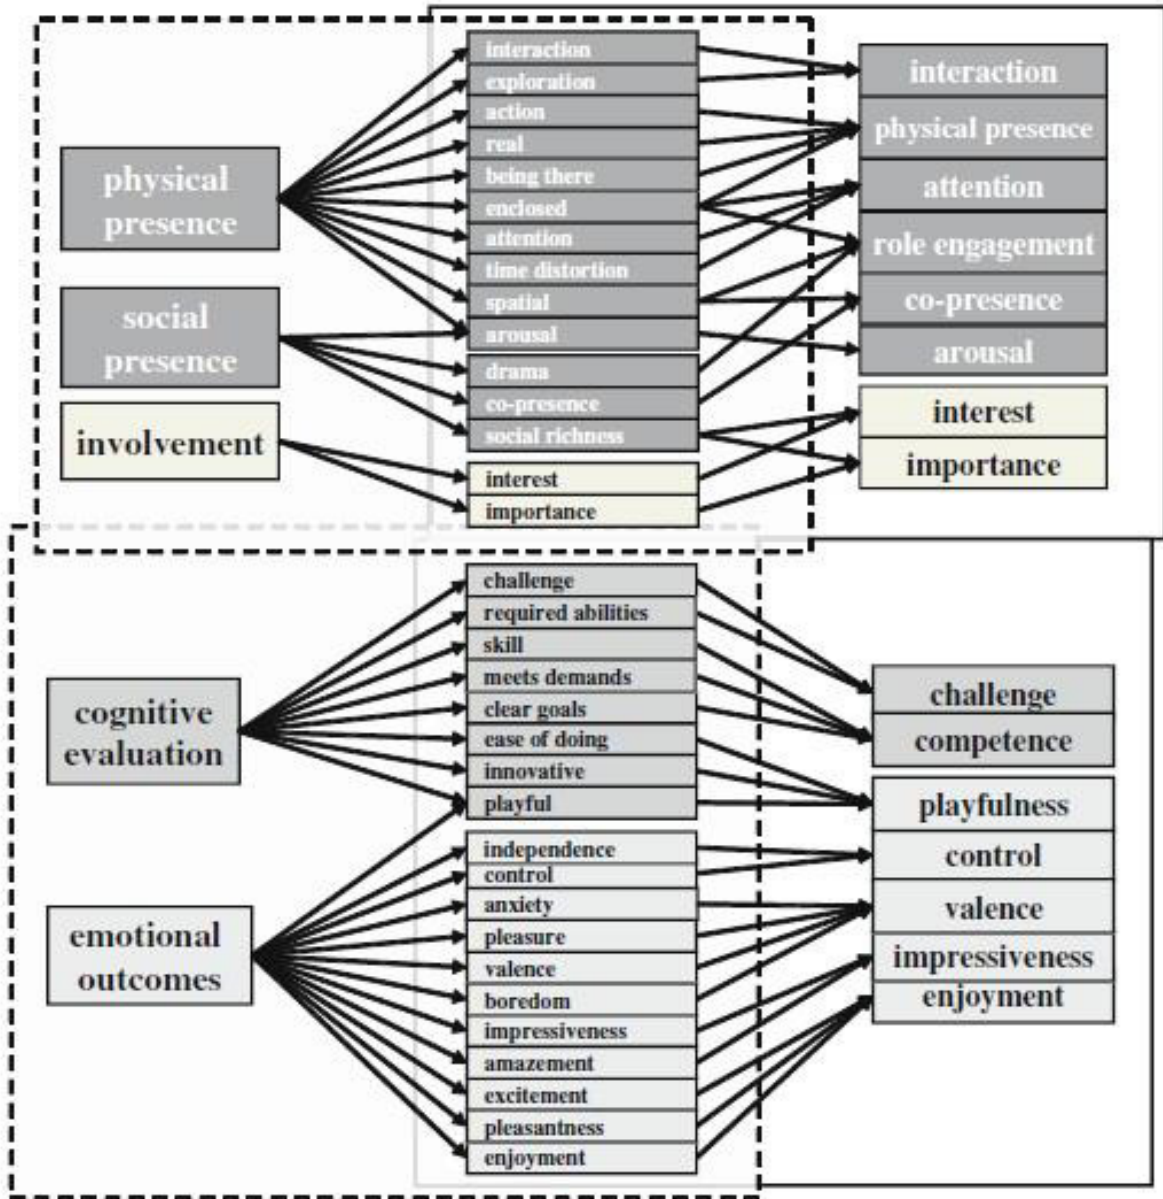 physical
presence
social
presence
involvement
interaction
exploration
action
real
being there
enclosed
attention
time distortion
spatial
arousal
drama
co-presence
social richness
interest
importance
interaction
physical presence
attention
role engagement
co-presence
arousal
interest
importance
cognitive
evaluation
emotional
outcomes
challenge
required abilities
skill
meets demands
clear goals
ease of doing
innovative
playful
independence
control
anxiety
pleasure
valence
boredom
impressiveness
amazement
excitement
pleasantness
enjoyment
challenge
competence
playfulness
control
valence
impressiveness
enjoyment